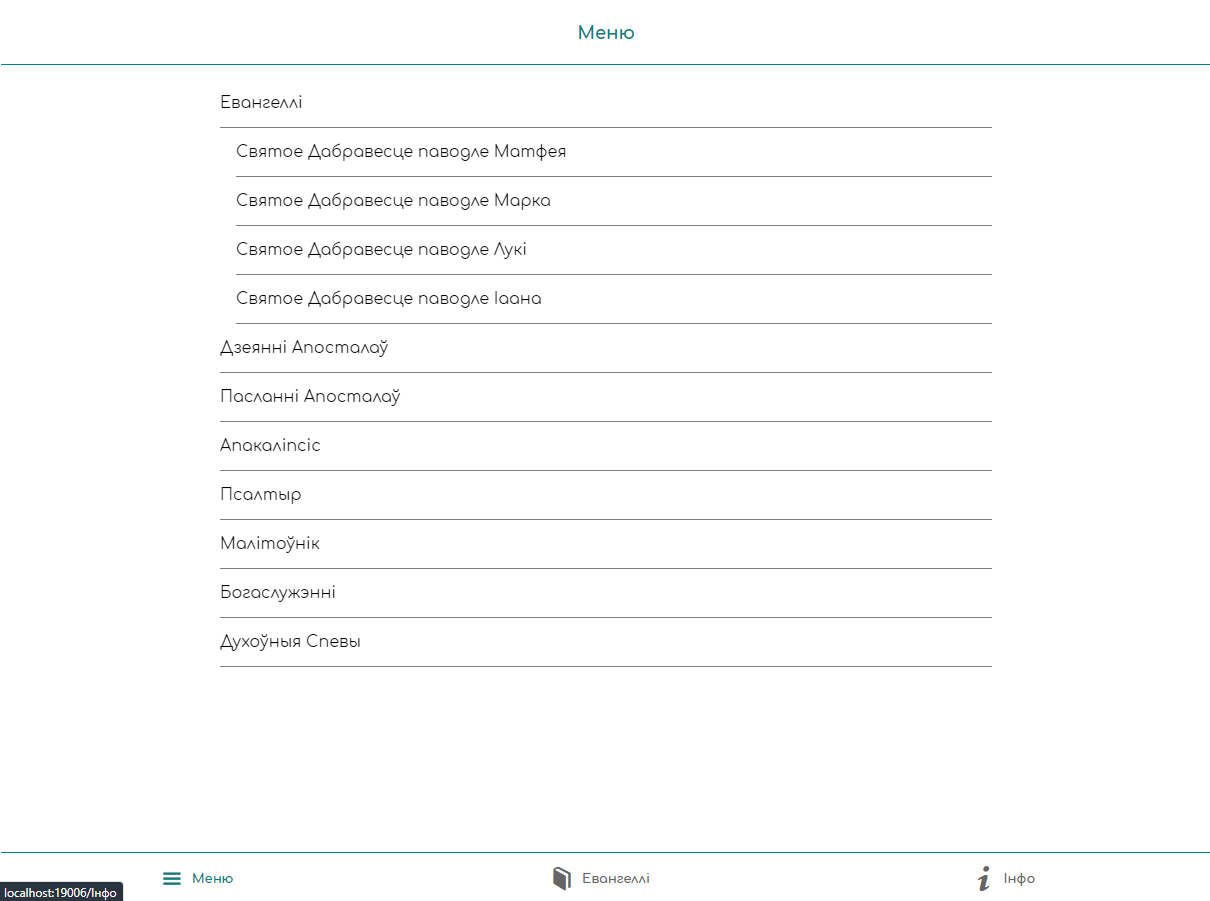 Меню
Евангеллі
Святое Дабравесце паводле Матфея
Святое Дабравесце паводле Марка
Святое Дабравесце паводле Лукі
Святое Дабравесце паводле Іаана
Дзеянні Апосталаў
Пасланні Апосталаў
Апакаліпсіс
Псалтыр
Малітоўнік
Богаслужэнні
Духоўныя Спевы
Меню
Евангеллі
Інфо
localhost:19006/Інфо